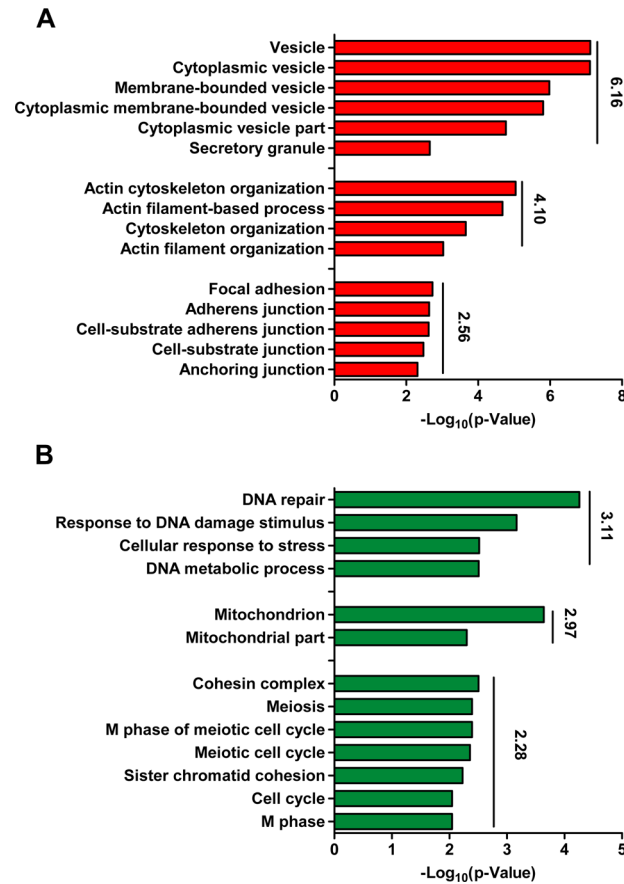 A
Vesicle
Cytoplasmic vesicle
Membrane-bounded vesicle
Cytoplasmic membrane-bounded vesicle
Cytoplasmic vesicle part
Secretory granule
6.16
Actin cytoskeleton organization
Actin filament-based process
Cytoskeleton organization
Actin filament organization
4.10
Focal adhesion
Adherens junction
Cell-substrate adherens junction
Cell-substrate junction
Anchoring junction
2.56
0 2 4 6 8
-Log10(p-Value)
B
DNA repair
Response to DNA damage stimulus
Cellular response to stress
DNA metabolic process
3.11
Mitochondrion
Mitochondrial part
2.97
Cohesin complex
Meiosis
M phase of meiotic cell cycle
Meiotic cell cycle
Sister chromatid cohesion
Cell cycle
M phase
2.28
0 1 2 3 4 5
-Log10(p-Value)